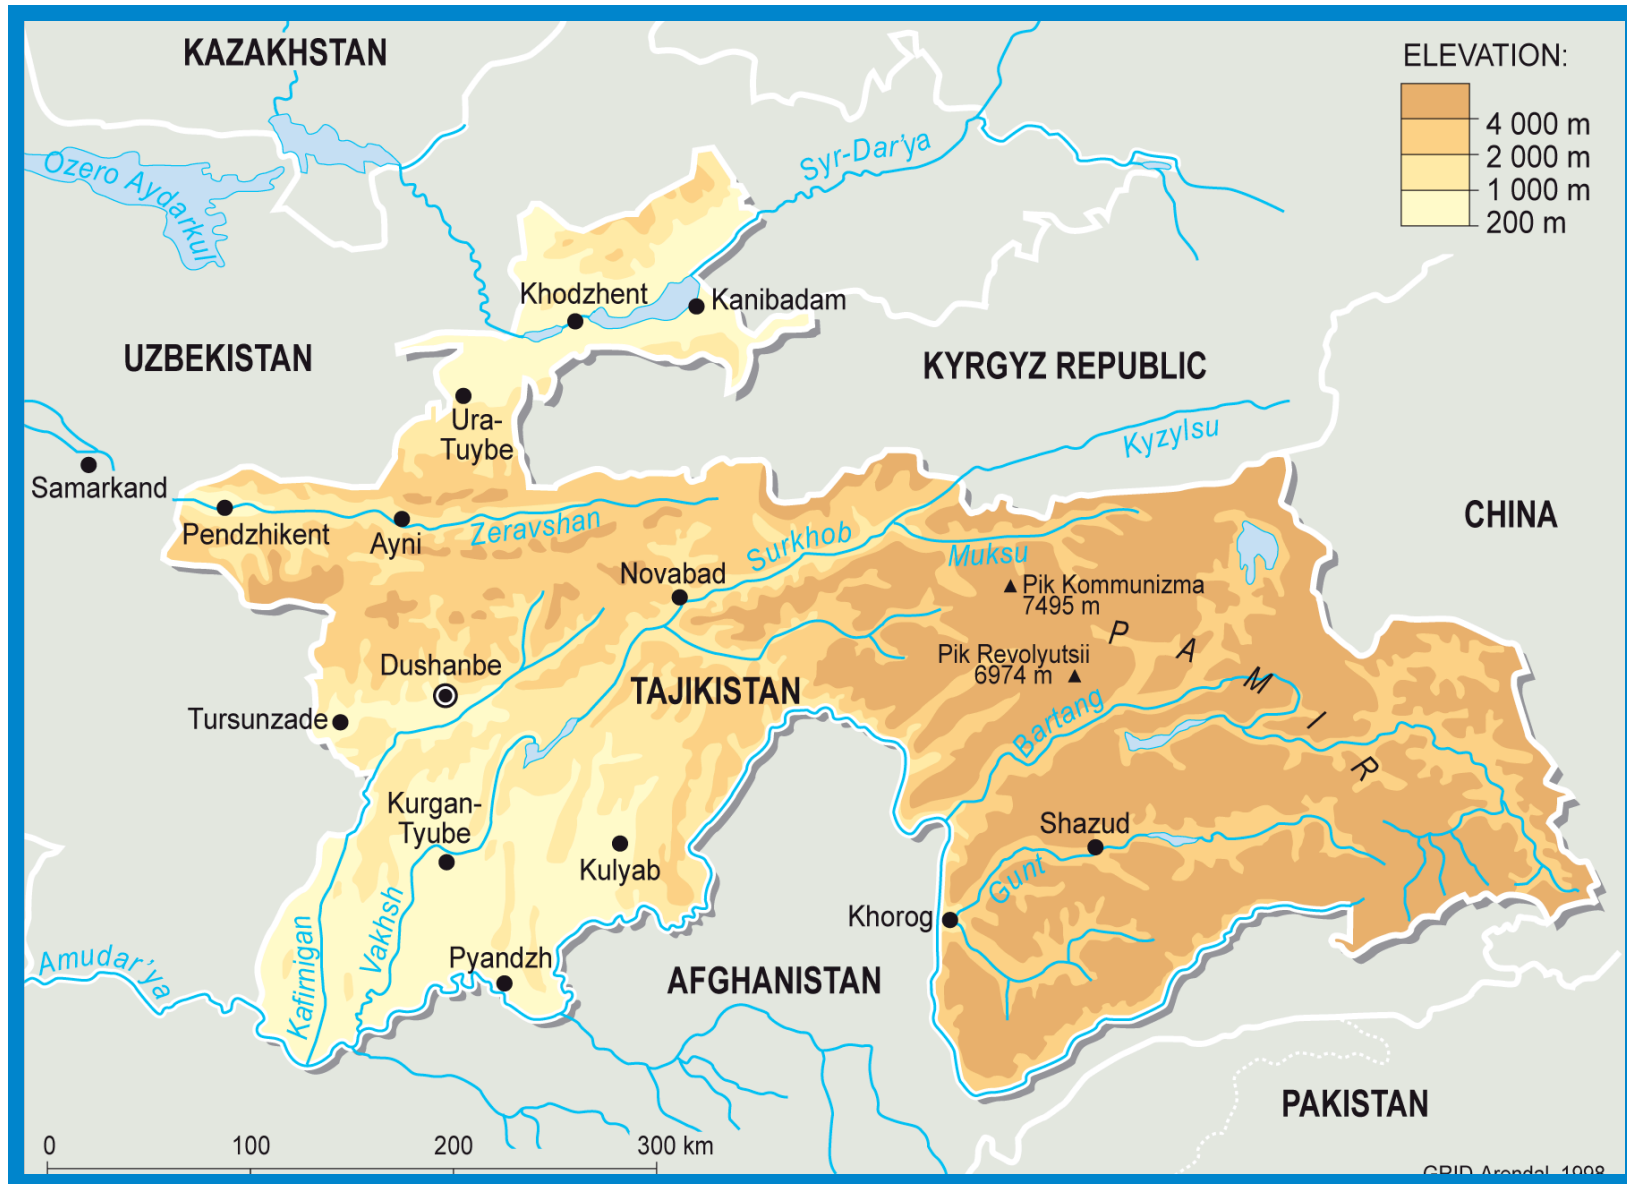 KAZAKHSTAN
ELEVATION:
4 000 m
2 000 m
1 000 m
200 m
Ozero Aydarkul
Syr-Dar'ya
Khodzhent
Kanibadam
UZBEKISTAN
KYRGYZ REPUBLIC
Ura-
Tuybe
Kyzylsu
Samarkand
CHINA
Pendzhikent
Ayni
Zeravshan
Surkhob
Muksu
Novabad
Pik Kommunizma
7495 m
PAMIR
Pik Revolyutsii
6974 m
Dushanbe
TAJIKISTAN
Tursunzade
Bartang
Kurgan-
Tyube
Shazud
Kulyab
Gunt
Khorog
Vakhsh
Kafirnigan
Pyandzh
Amudar'ya
AFGHANISTAN
PAKISTAN
0 100 200 300 km
GRID Arendal 1998